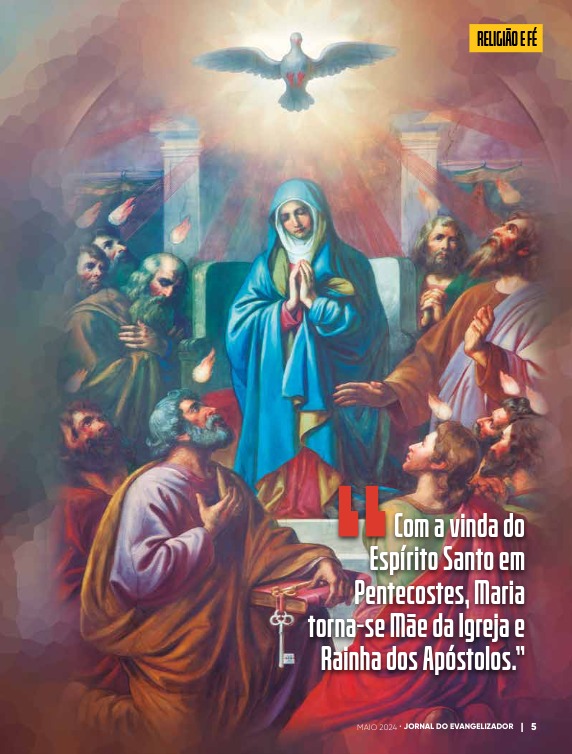 RELIGIÃO E FÉ
“Com a vinda do
Espírito Santo em
Pentecostes, Maria
torna-se Mãe da Igreja e
Rainha dos Apóstolos.”
MAIO 2024 • JORNAL DO EVANGELIZADOR | 5